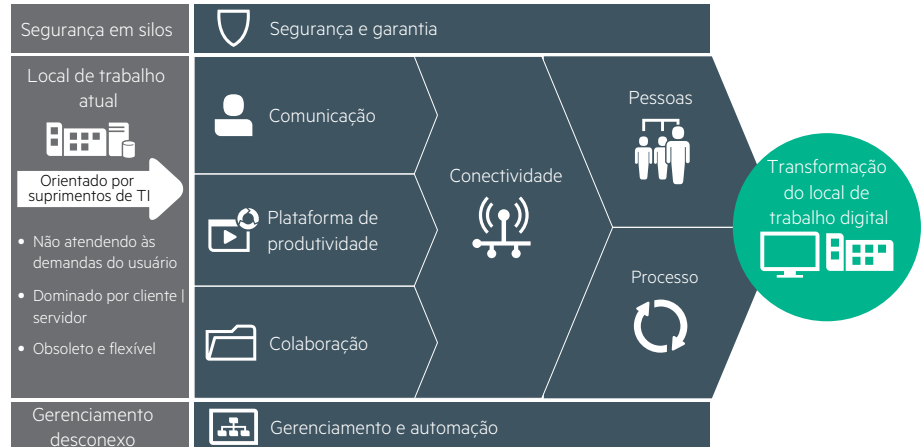 Segurança em silos
Segurança e garantia
Local de trabalho
atual
Orientado por
suprimentos de TI
• Não atendendo às
demandas do usuário
• Dominado por cliente |
servidor
• Obsoleto e flexível
Comunicação
Plataforma de
produtividade
Colaboração
Conectividade
Pessoas
Processo
Transformação
do local de
trabalho digital
Gerenciamento
desconexo
Gerenciamento e automação